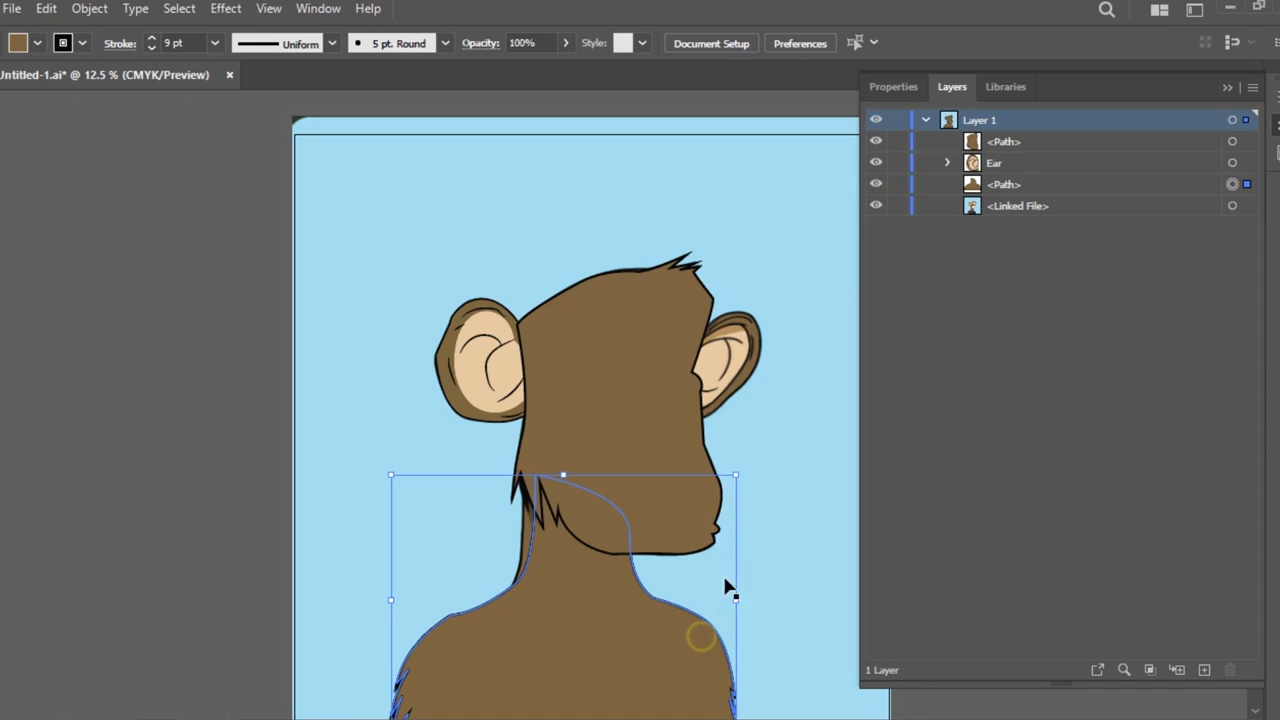 File Edit Object Type Select Effect View Window Help
Stroke: 9 pt Uniform 5 pt. Round Opacity: 100% Style: Document Setup Preferences
Untitled-1.ai* @ 12.5 % (CMYK/Preview) ×
Properties Layers Libraries
Layer 1
<Path>
Ear
<Path>
<Linked File>
1 Layer